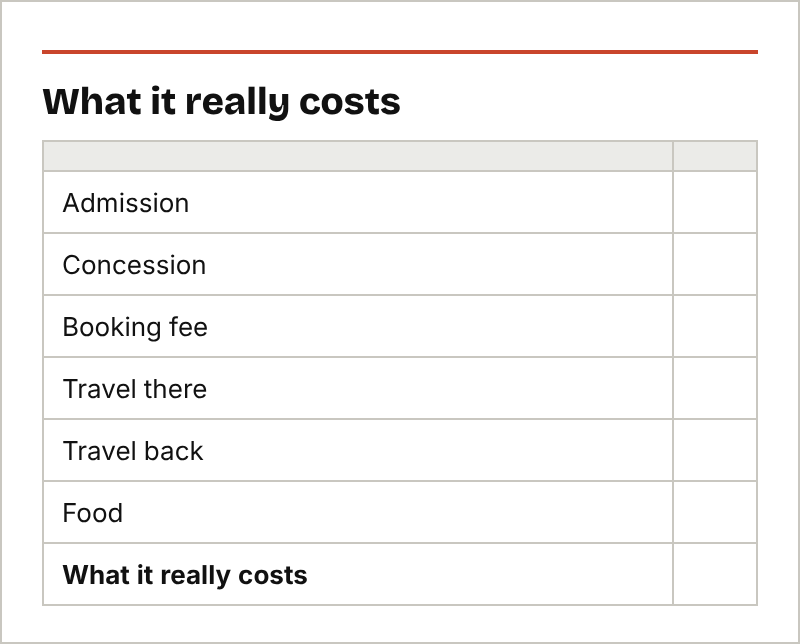 What it really costs
Admission
Concession
Booking fee
Travel there
Travel back
Food
What it really costs